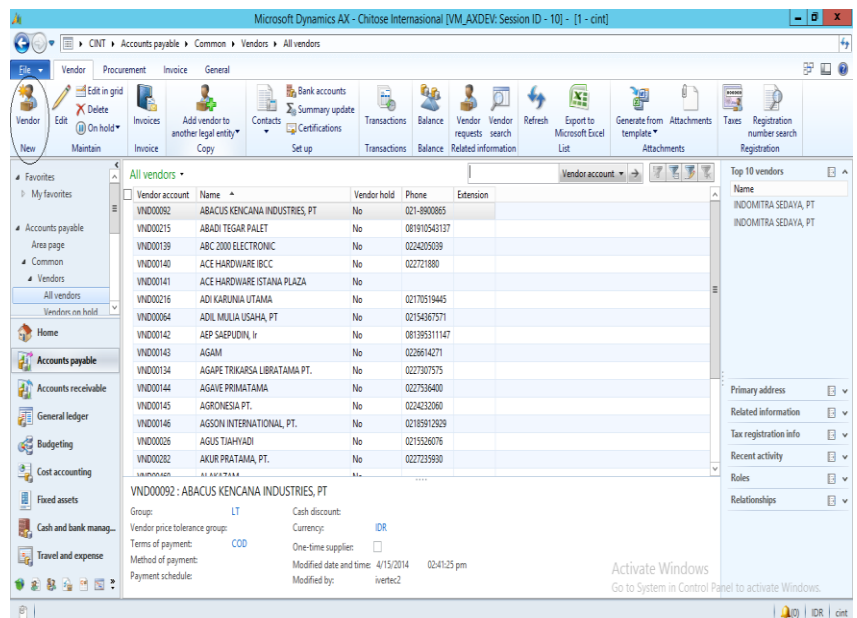 Microsoft Dynamics AX - Chitose Internasional [VM_AXDEV: Session ID - 10] - [1 - cint]
CINT Accounts payable Common Vendors All vendors
File Vendor Procurement Invoice General
Vendor Edit Edit in grid Delete On hold Invoices Add vendor to another legal entity Contacts Bank accounts Summary update Certifications Transactions Balance Vendor requests Vendor search Refresh Export to Microsoft Excel Generate from template Attachments Taxes Registration number search
New Maintain Invoice Copy Set up Transactions Balance Related information List Attachments Registration
Favorites
My favorites
Accounts payable
Area page
Common
Vendors
All vendors
Vendors on hold
Home
Accounts payable
Accounts receivable
General ledger
Budgeting
Cost accounting
Fixed assets
Cash and bank manag...
Travel and expense
All vendors Vendor account
Vendor account Name Vendor hold Phone Extension
VND00092 ABACUS KENCANA INDUSTRIES, PT No 021-8900865
VND00215 ABADI TEGAR PALET No 081910543137
VND00139 ABC 2000 ELECTRONIC No 0224205039
VND00140 ACE HARDWARE IBCC No 022721880
VND00141 ACE HARDWARE ISTANA PLAZA No
VND00216 ADI KARUNIA UTAMA No 02170519445
VND00064 ADIL MULIA USAHA, PT No 02154367571
VND00142 AEP SAEPUDIN, Ir No 081395311147
VND00143 AGAM No 0226614271
VND00134 AGAPE TRIKARSA LIBRATAMA PT. No 0227307575
VND00144 AGAVE PRIMATAMA No 0227536400
VND00145 AGRONESIA PT. No 0224232060
VND00146 AGSON INTERNATIONAL, PT. No 02185912929
VND00026 AGUS TJAHYADI No 0215526076
VND00282 AKUR PRATAMA, PT. No 0227235930
VND00092 : ABACUS KENCANA INDUSTRIES, PT
Group: LT Cash discount:
Vendor price tolerance group: Currency: IDR
Terms of payment: COD One-time supplier:
Method of payment: Modified date and time: 4/15/2014 02:41:25 pm
Payment schedule: Modified by: ivertec2
Top 10 vendors
Name
INDOMITRA SEDAYA, PT
INDOMITRA SEDAYA, PT
Primary address
Related information
Tax registration info
Recent activity
Roles
Relationships
Activate Windows
Go to System in Control Panel to activate Windows.
(0) IDR cint